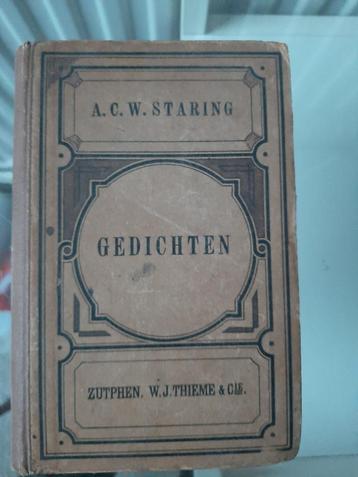 A. C. W. STARING
GEDICHTEN
ZUTPHEN. W. J. THIEME & CIE.